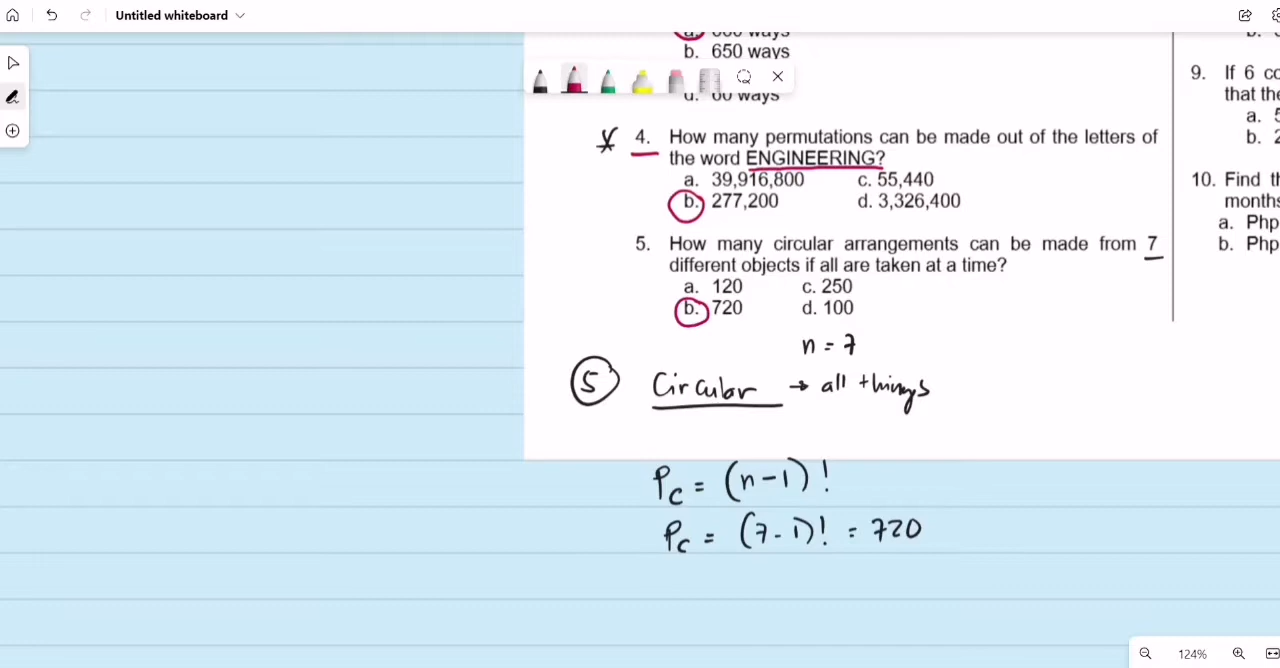 Untitled whiteboard
b. 650 ways
4. How many permutations can be made out of the letters of
the word ENGINEERING?
a. 39,916,800 c. 55,440
b. 277,200 d. 3,326,400
5. How many circular arrangements can be made from 7
different objects if all are taken at a time?
a. 120 c. 250
b. 720 d. 100
n = 7
5 Circular → all things
Pc = (n-1)!
Pc = (7-1)! = 720
9. If 6 co
that the
a. 5
b. 2
10. Find th
months
a. Php
b. Php
124%